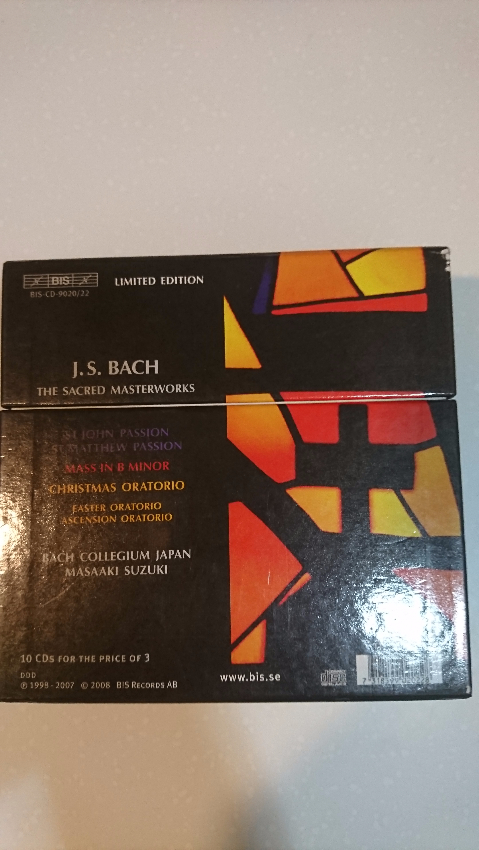 BIS
BIS-CD-9020/22
LIMITED EDITION
J.S. BACH
THE SACRED MASTERWORKS
ST JOHN PASSION
ST MATTHEW PASSION
MASS IN B MINOR
CHRISTMAS ORATORIO
EASTER ORATORIO
ASCENSION ORATORIO
BACH COLLEGIUM JAPAN
MASAAKI SUZUKI
10 CDs FOR THE PRICE OF 3
DDD
℗ 1998 - 2007 © 2008 BIS RECORDS AB
www.bis.se